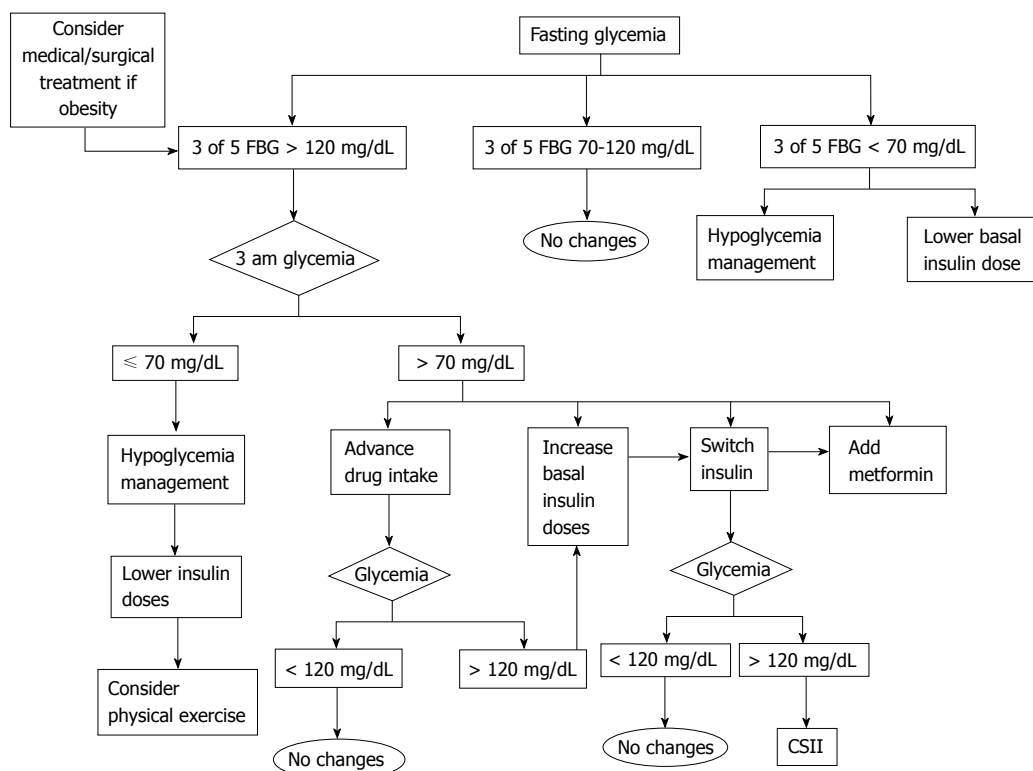 Consider
medical/surgical
treatment if
obesity
Fasting glycemia
3 of 5 FBG > 120 mg/dL
3 of 5 FBG 70-120 mg/dL
3 of 5 FBG < 70 mg/dL
No changes
Hypoglycemia
management
Lower basal
insulin dose
3 am glycemia
≤ 70 mg/dL
> 70 mg/dL
Hypoglycemia
management
Advance
drug intake
Increase
basal
insulin
doses
Switch
insulin
Add
metformin
Lower insulin
doses
Glycemia
Glycemia
Consider
physical exercise
< 120 mg/dL
> 120 mg/dL
< 120 mg/dL
> 120 mg/dL
No changes
No changes
CSII